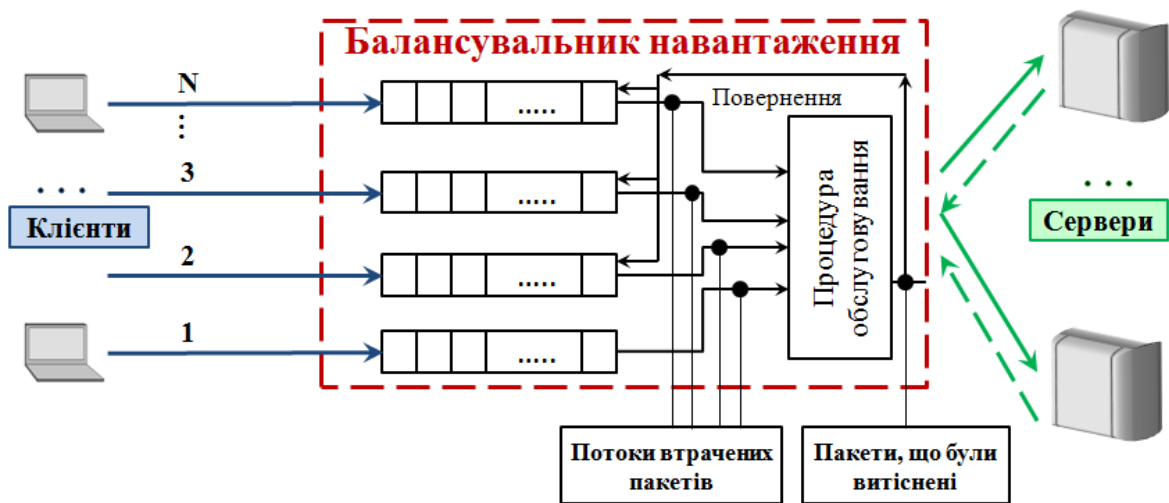 Балансувальник навантаження
N
.....
Повернення
⋮
3
.....
. . .
. . .
Клієнти
Сервери
Процедура
обслуговування
2
.....
1
.....
Потоки втрачених
пакетів
Пакети, що були
витіснені